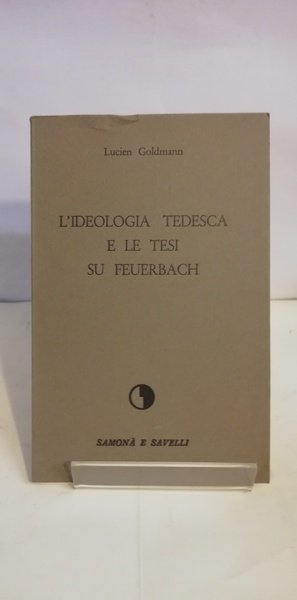 Lucien Goldmann
L'IDEOLOGIA TEDESCA
E LE TESI
SU FEUERBACH
SAMONÀ E SAVELLI